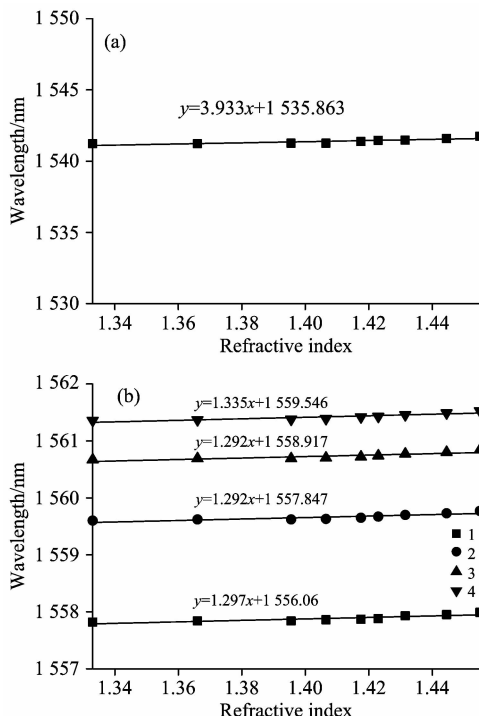 1 550
(a)
1 545
y=3.933x+1 535.863
1 540
1 535
1 530
Wavelength/nm
1.34 1.36 1.38 1.40 1.42 1.44
Refractive index
1 562
(b)
y=1.335x+1 559.546
1 561
y=1.292x+1 558.917
1 560
y=1.292x+1 557.847
1 559
1
2
3
4
1 558
y=1.297x+1 556.06
1 557
Wavelength/nm
1.34 1.36 1.38 1.40 1.42 1.44
Refractive index